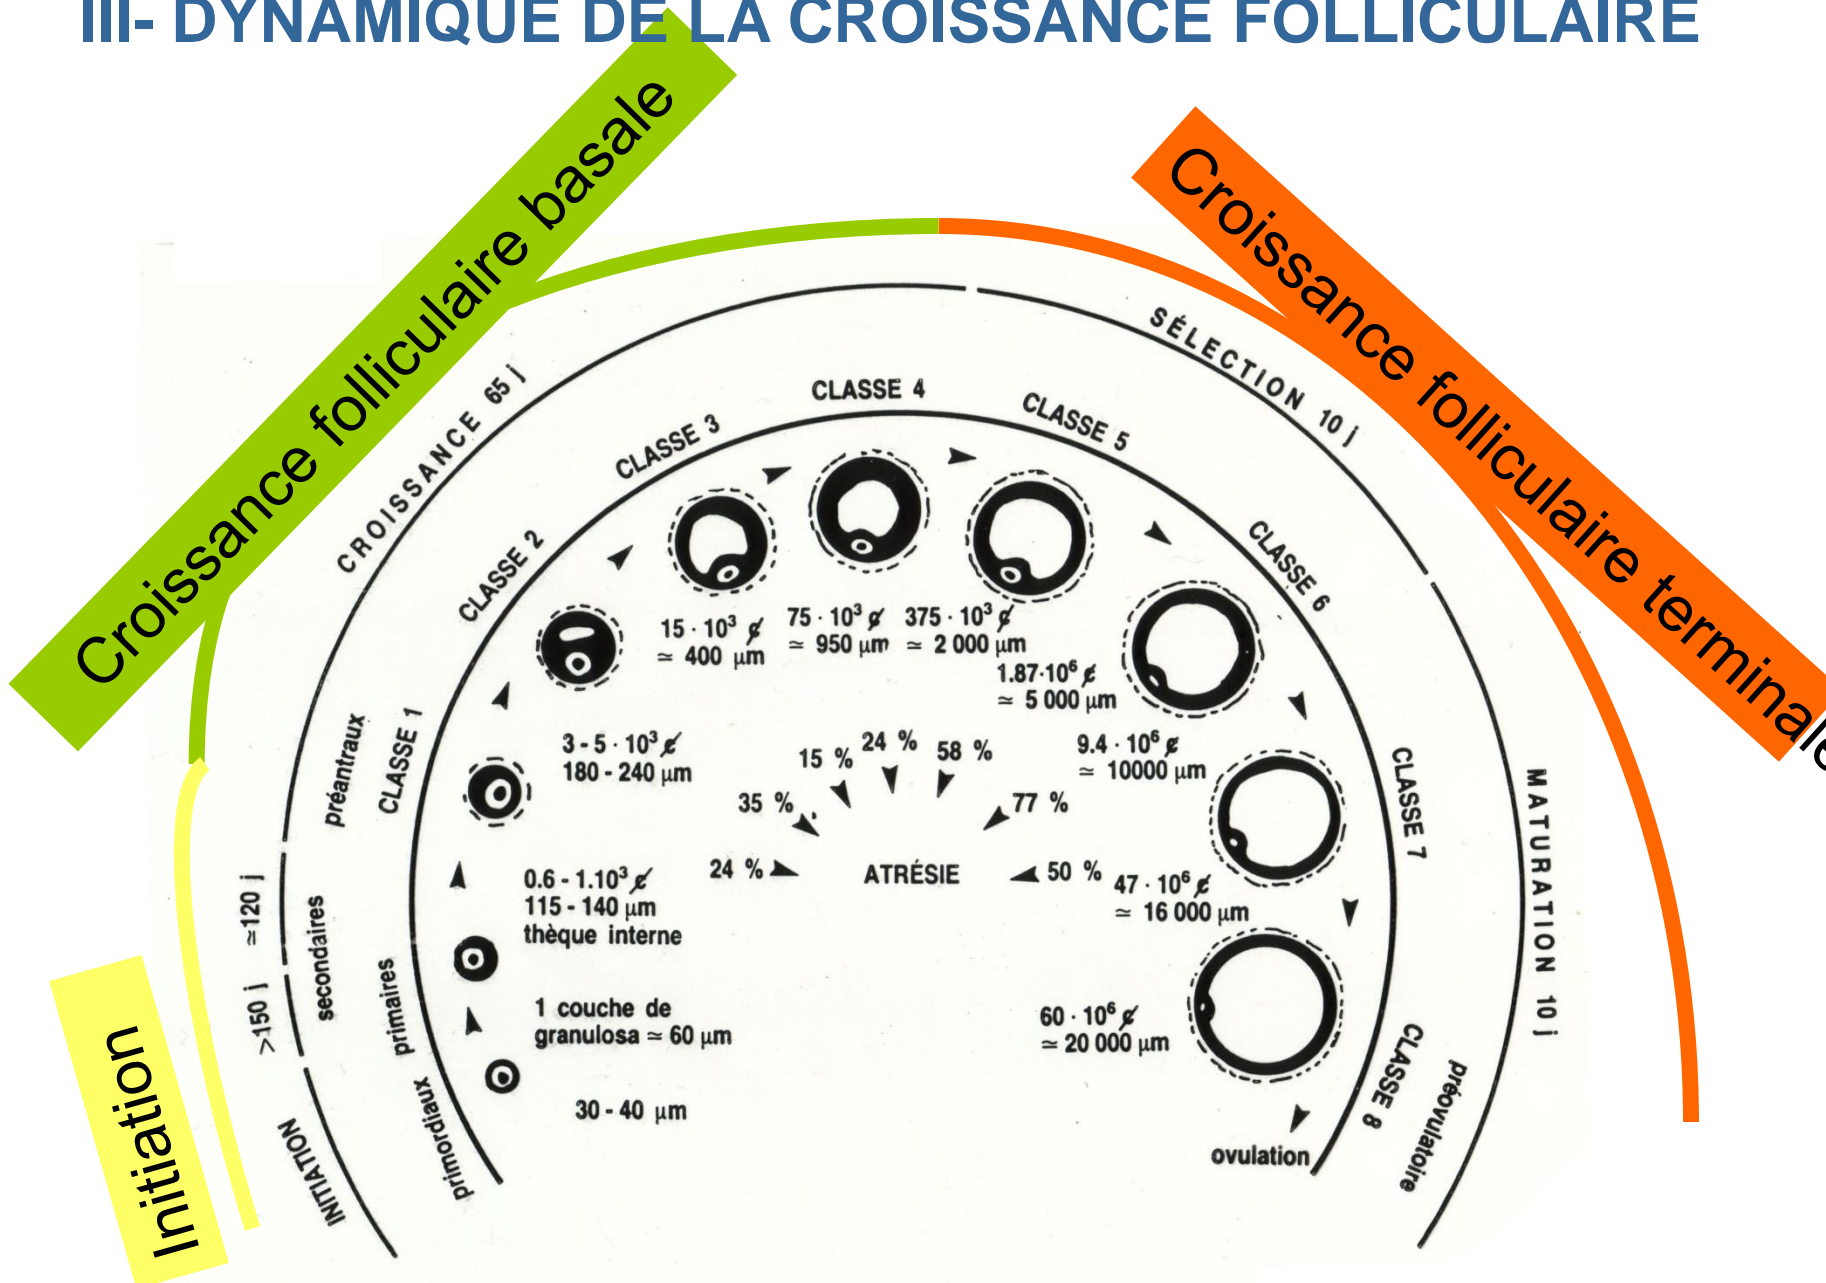 III- DYNAMIQUE DE LA CROISSANCE FOLLICULAIRE
Croissance folliculaire basale
Croissance folliculaire terminale
Initiation
CROISSANCE 65 j
SÉLECTION 10 j
MATURATION 10 j
INITIATION
>150 j
≃120 j
primordiaux
primaires
secondaires
préantraux
CLASSE 1
CLASSE 2
CLASSE 3
CLASSE 4
CLASSE 5
CLASSE 6
CLASSE 7
CLASSE 8
préovulatoire
ovulation
30 - 40 µm
1 couche de
granulosa ≃ 60 µm
0.6 - 1.10³ ȼ
115 - 140 µm
thèque interne
3 - 5 · 10³ ȼ
180 - 240 µm
15 · 10³ ȼ
≃ 400 µm
75 · 10³ ȼ
≃ 950 µm
375 · 10³ ȼ
≃ 2 000 µm
1.87·10⁶ ȼ
≃ 5 000 µm
9.4 · 10⁶ ȼ
≃ 10000 µm
47 · 10⁶ ȼ
≃ 16 000 µm
60 · 10⁶ ȼ
≃ 20 000 µm
24 %
35 %
15 %
24 %
58 %
77 %
50 %
ATRÉSIE